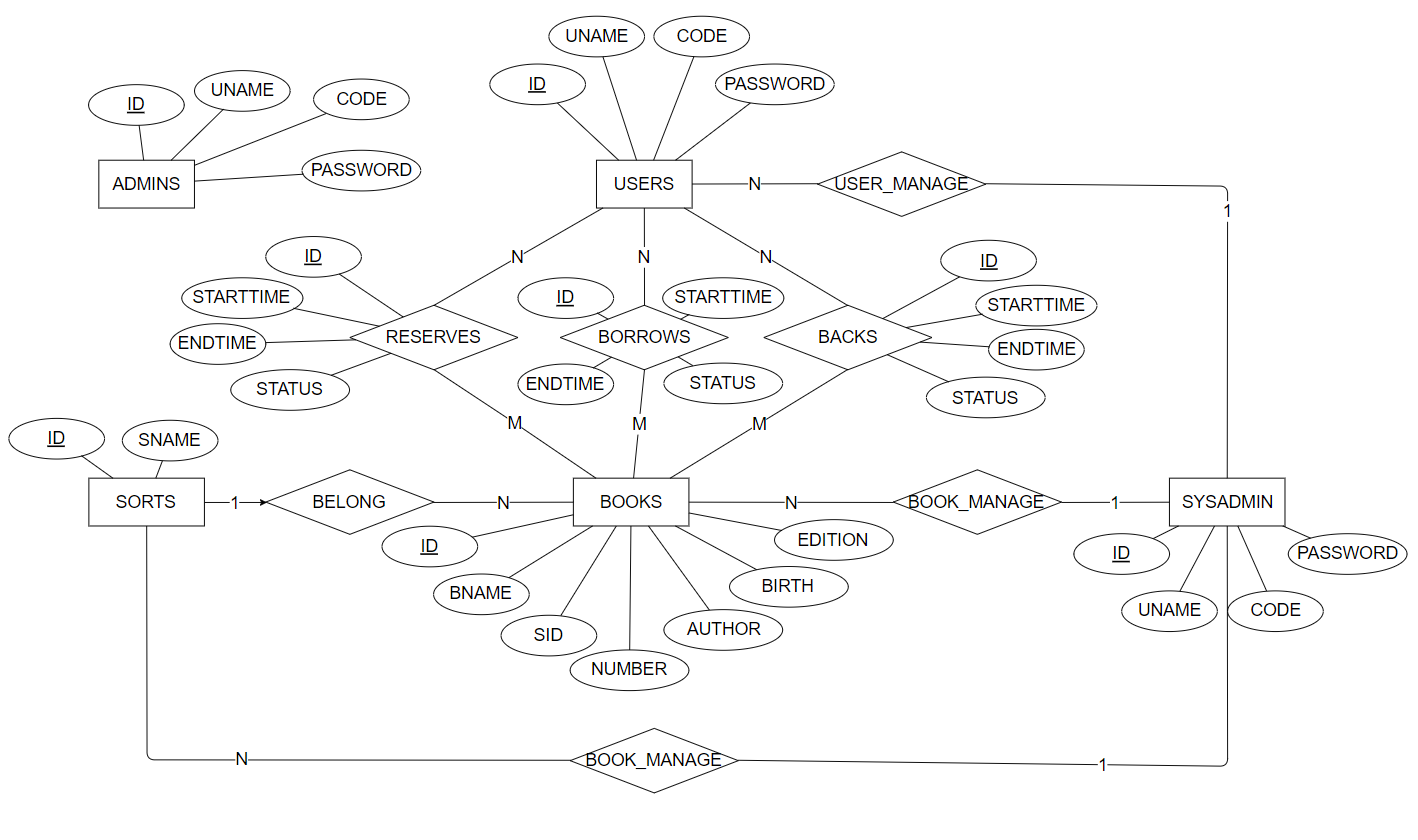 UNAME
CODE
ID
PASSWORD
ID
UNAME
CODE
PASSWORD
ADMINS
USERS
N
USER_MANAGE
1
N
N
N
ID
STARTTIME
ENDTIME
STATUS
RESERVES
ID
STARTTIME
BORROWS
ENDTIME
STATUS
BACKS
ID
STARTTIME
ENDTIME
STATUS
M
M
M
ID
SNAME
SORTS
1
BELONG
N
BOOKS
N
BOOK_MANAGE
1
SYSADMIN
ID
BNAME
SID
NUMBER
AUTHOR
BIRTH
EDITION
ID
UNAME
CODE
PASSWORD
N
BOOK_MANAGE
1